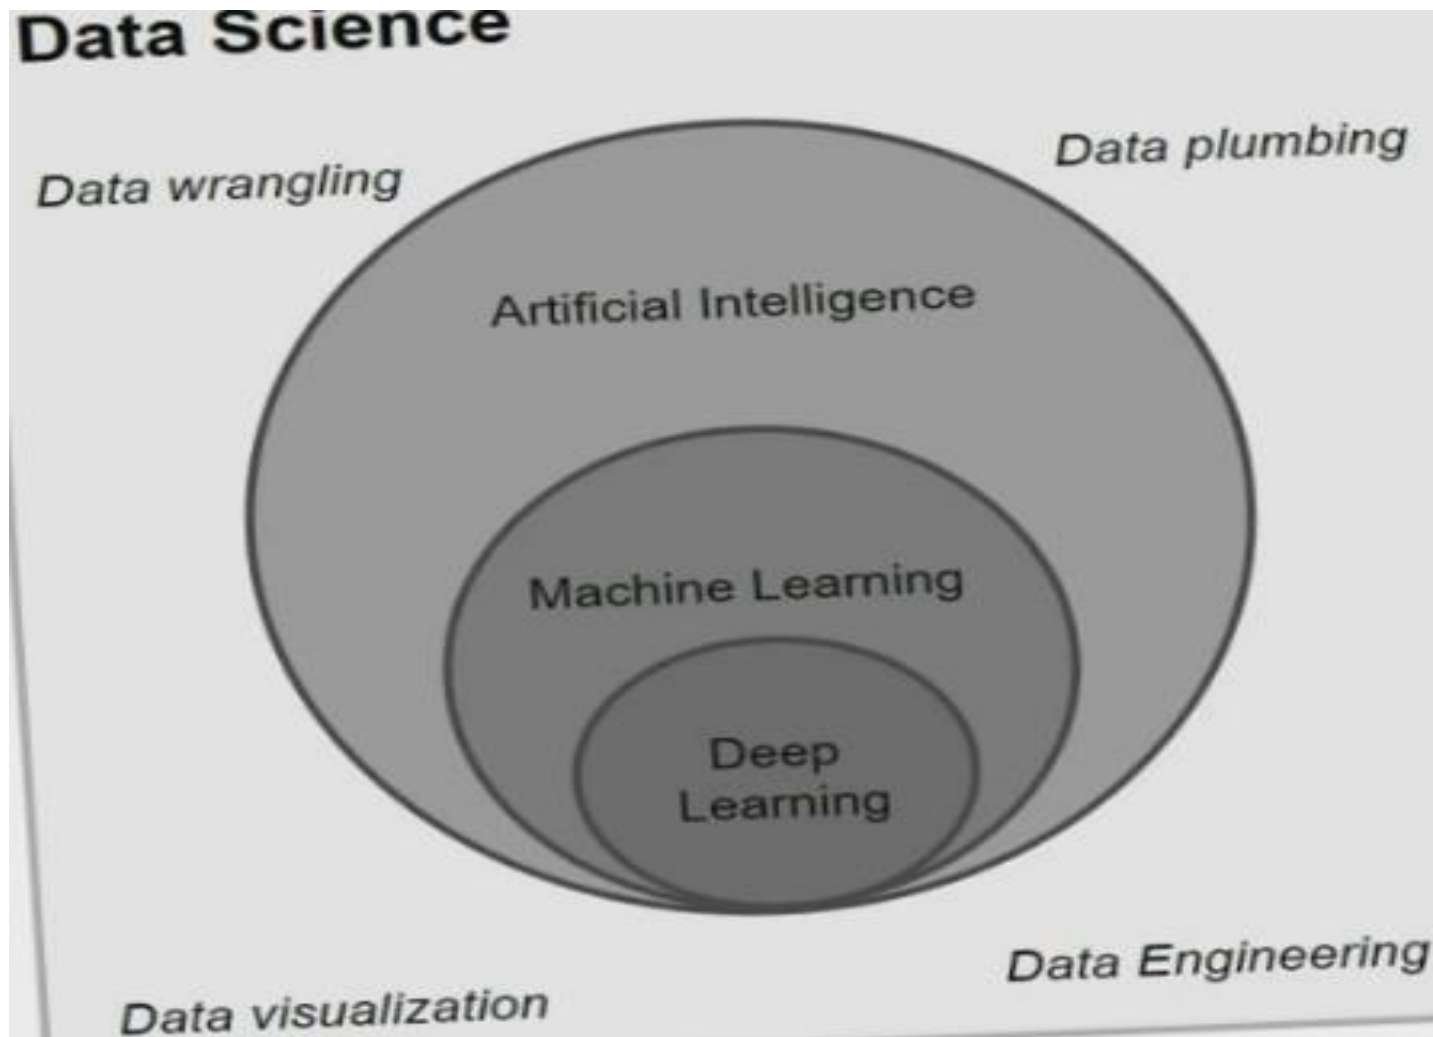 Data Science
Data wrangling
Data plumbing
Artificial Intelligence
Machine Learning
Deep
Learning
Data Engineering
Data visualization